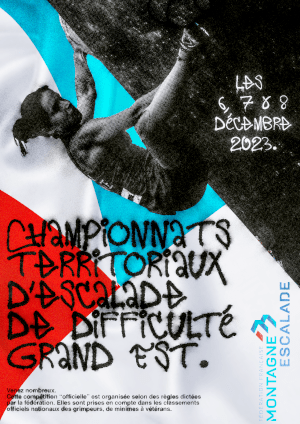 LES
6, 7 & 8
DÉCEMBRE
2023.
CHAMPIONNATS
TERRITORIAUX
D'ESCALADE
DE DIFFICULTÉ
GRAND EST.
MONTAGNE
ESCALADE
Venez nombreux.
Cette compétition "officielle" est organisée selon des règles dictées
par la fédération. Elles sont prises en compte dans les classements
officiels nationaux des grimpeurs, de minimes à vétérans.